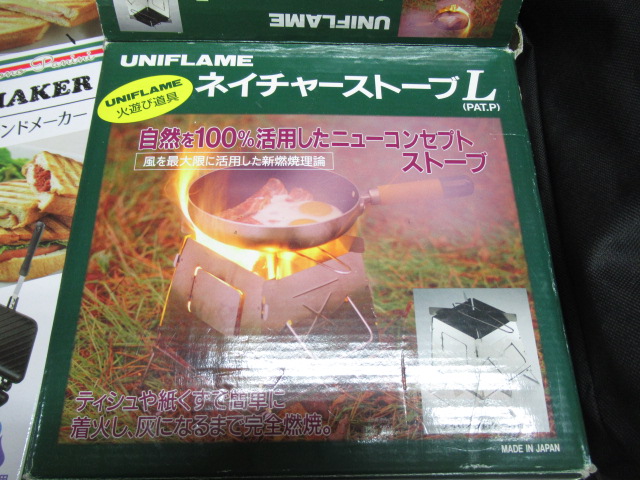 UNIFLAME
UNIFLAME
ネイチャーストーブL
(PAT.P)
UNIFLAME
火遊び道具
自然を100%活用したニューコンセプト
ストーブ
風を最大限に活用した新燃焼理論
ティシュや紙くずで簡単に
着火し、灰になるまで完全燃焼。
MADE IN JAPAN
Panini
MAKER
ンドメーカー